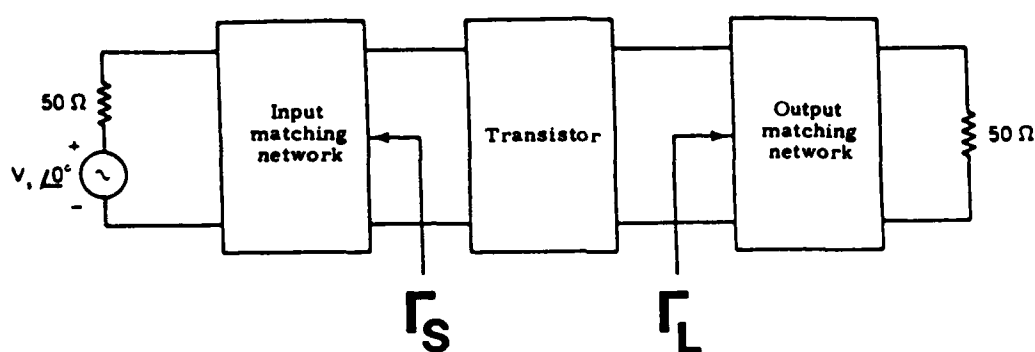 50 Ω
+
V, /0°
-
Input
matching
network
Transistor
Output
matching
network
50 Ω
Γ_S
Γ_L